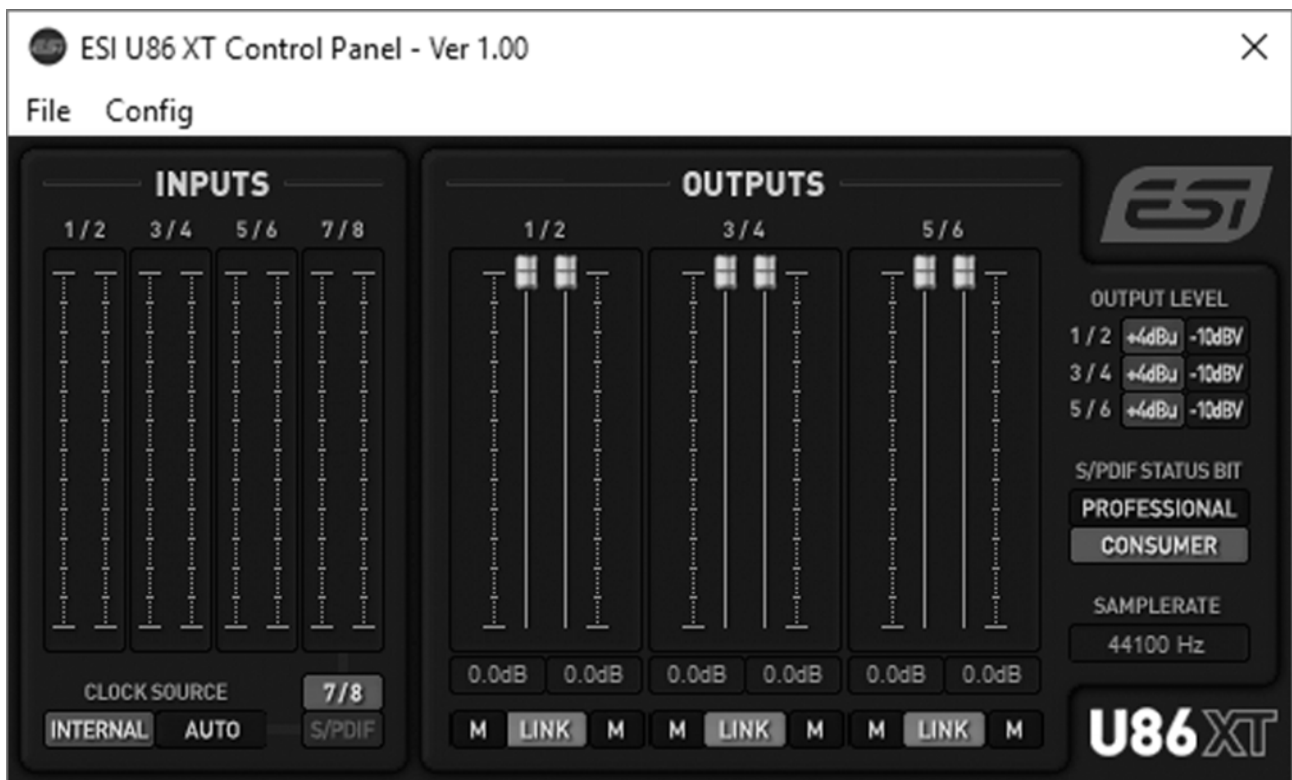 ESI U86 XT Control Panel - Ver 1.00
File Config
INPUTS
1 / 2 3 / 4 5 / 6 7 / 8
CLOCK SOURCE
INTERNAL AUTO
7/8
S/PDIF
OUTPUTS
1 / 2 3 / 4 5 / 6
0.0dB 0.0dB 0.0dB 0.0dB 0.0dB 0.0dB
M LINK M M LINK M M LINK M
ESI
OUTPUT LEVEL
1 / 2 +4dBu -10dBV
3 / 4 +4dBu -10dBV
5 / 6 +4dBu -10dBV
S/PDIF STATUS BIT
PROFESSIONAL
CONSUMER
SAMPLERATE
44100 Hz
U86 XT